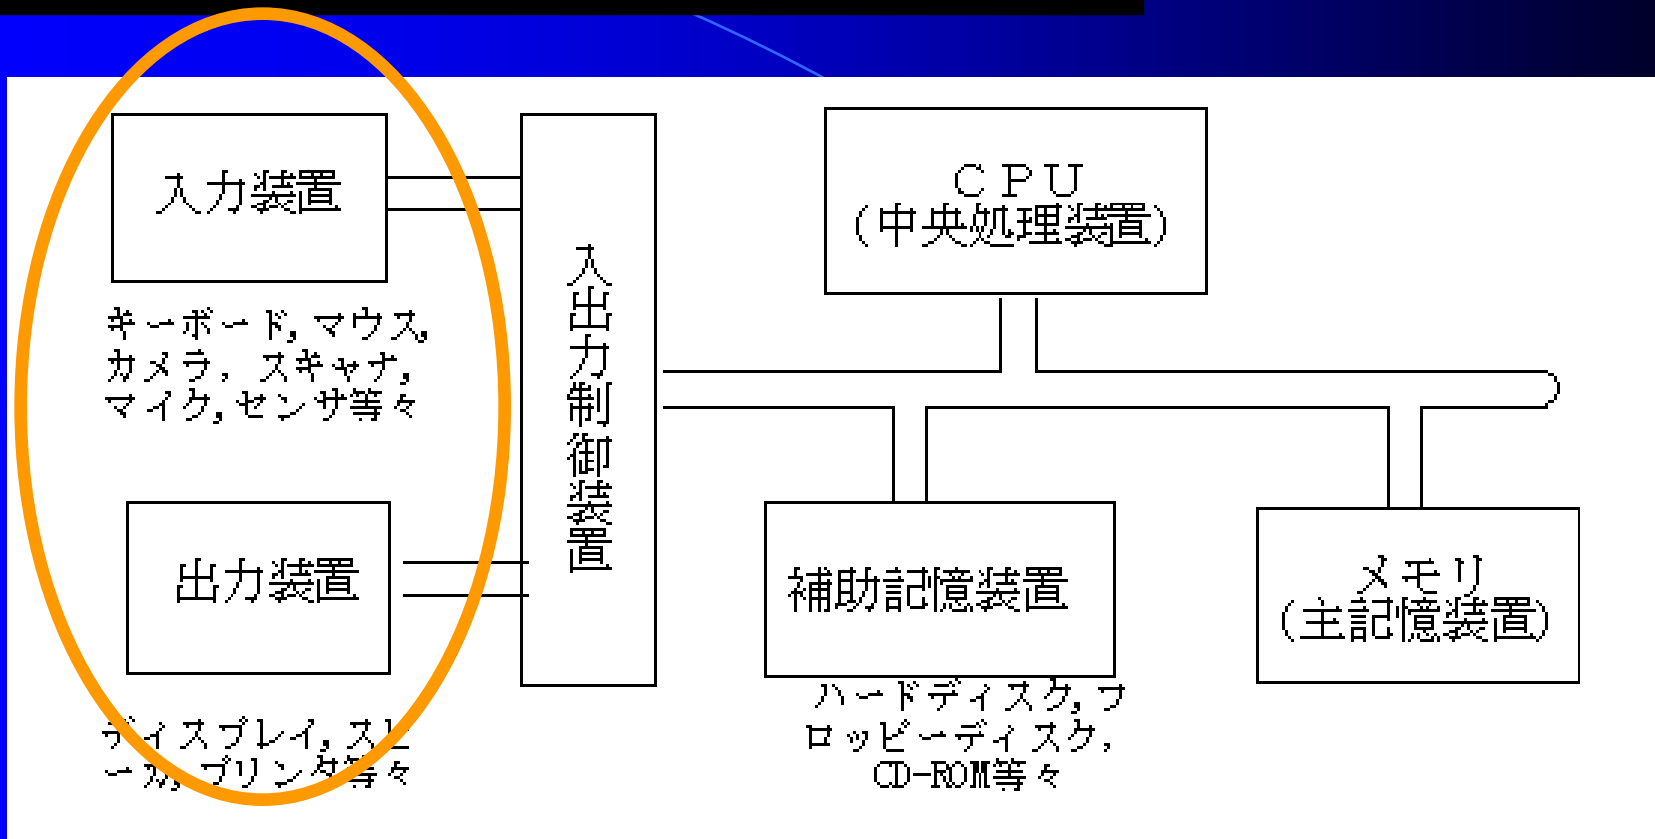 入力装置
キーボード,マウス,
カメラ，スキャナ,
マイク,センサ等々
出力装置
ディスプレイ,スピ
ーカ,プリンタ等々
入出力制御装置
ＣＰＵ
(中央処理装置)
補助記憶装置
ハードディスク,フ
ロッピーディスク，
CD-ROM等々
メモリ
(主記憶装置)